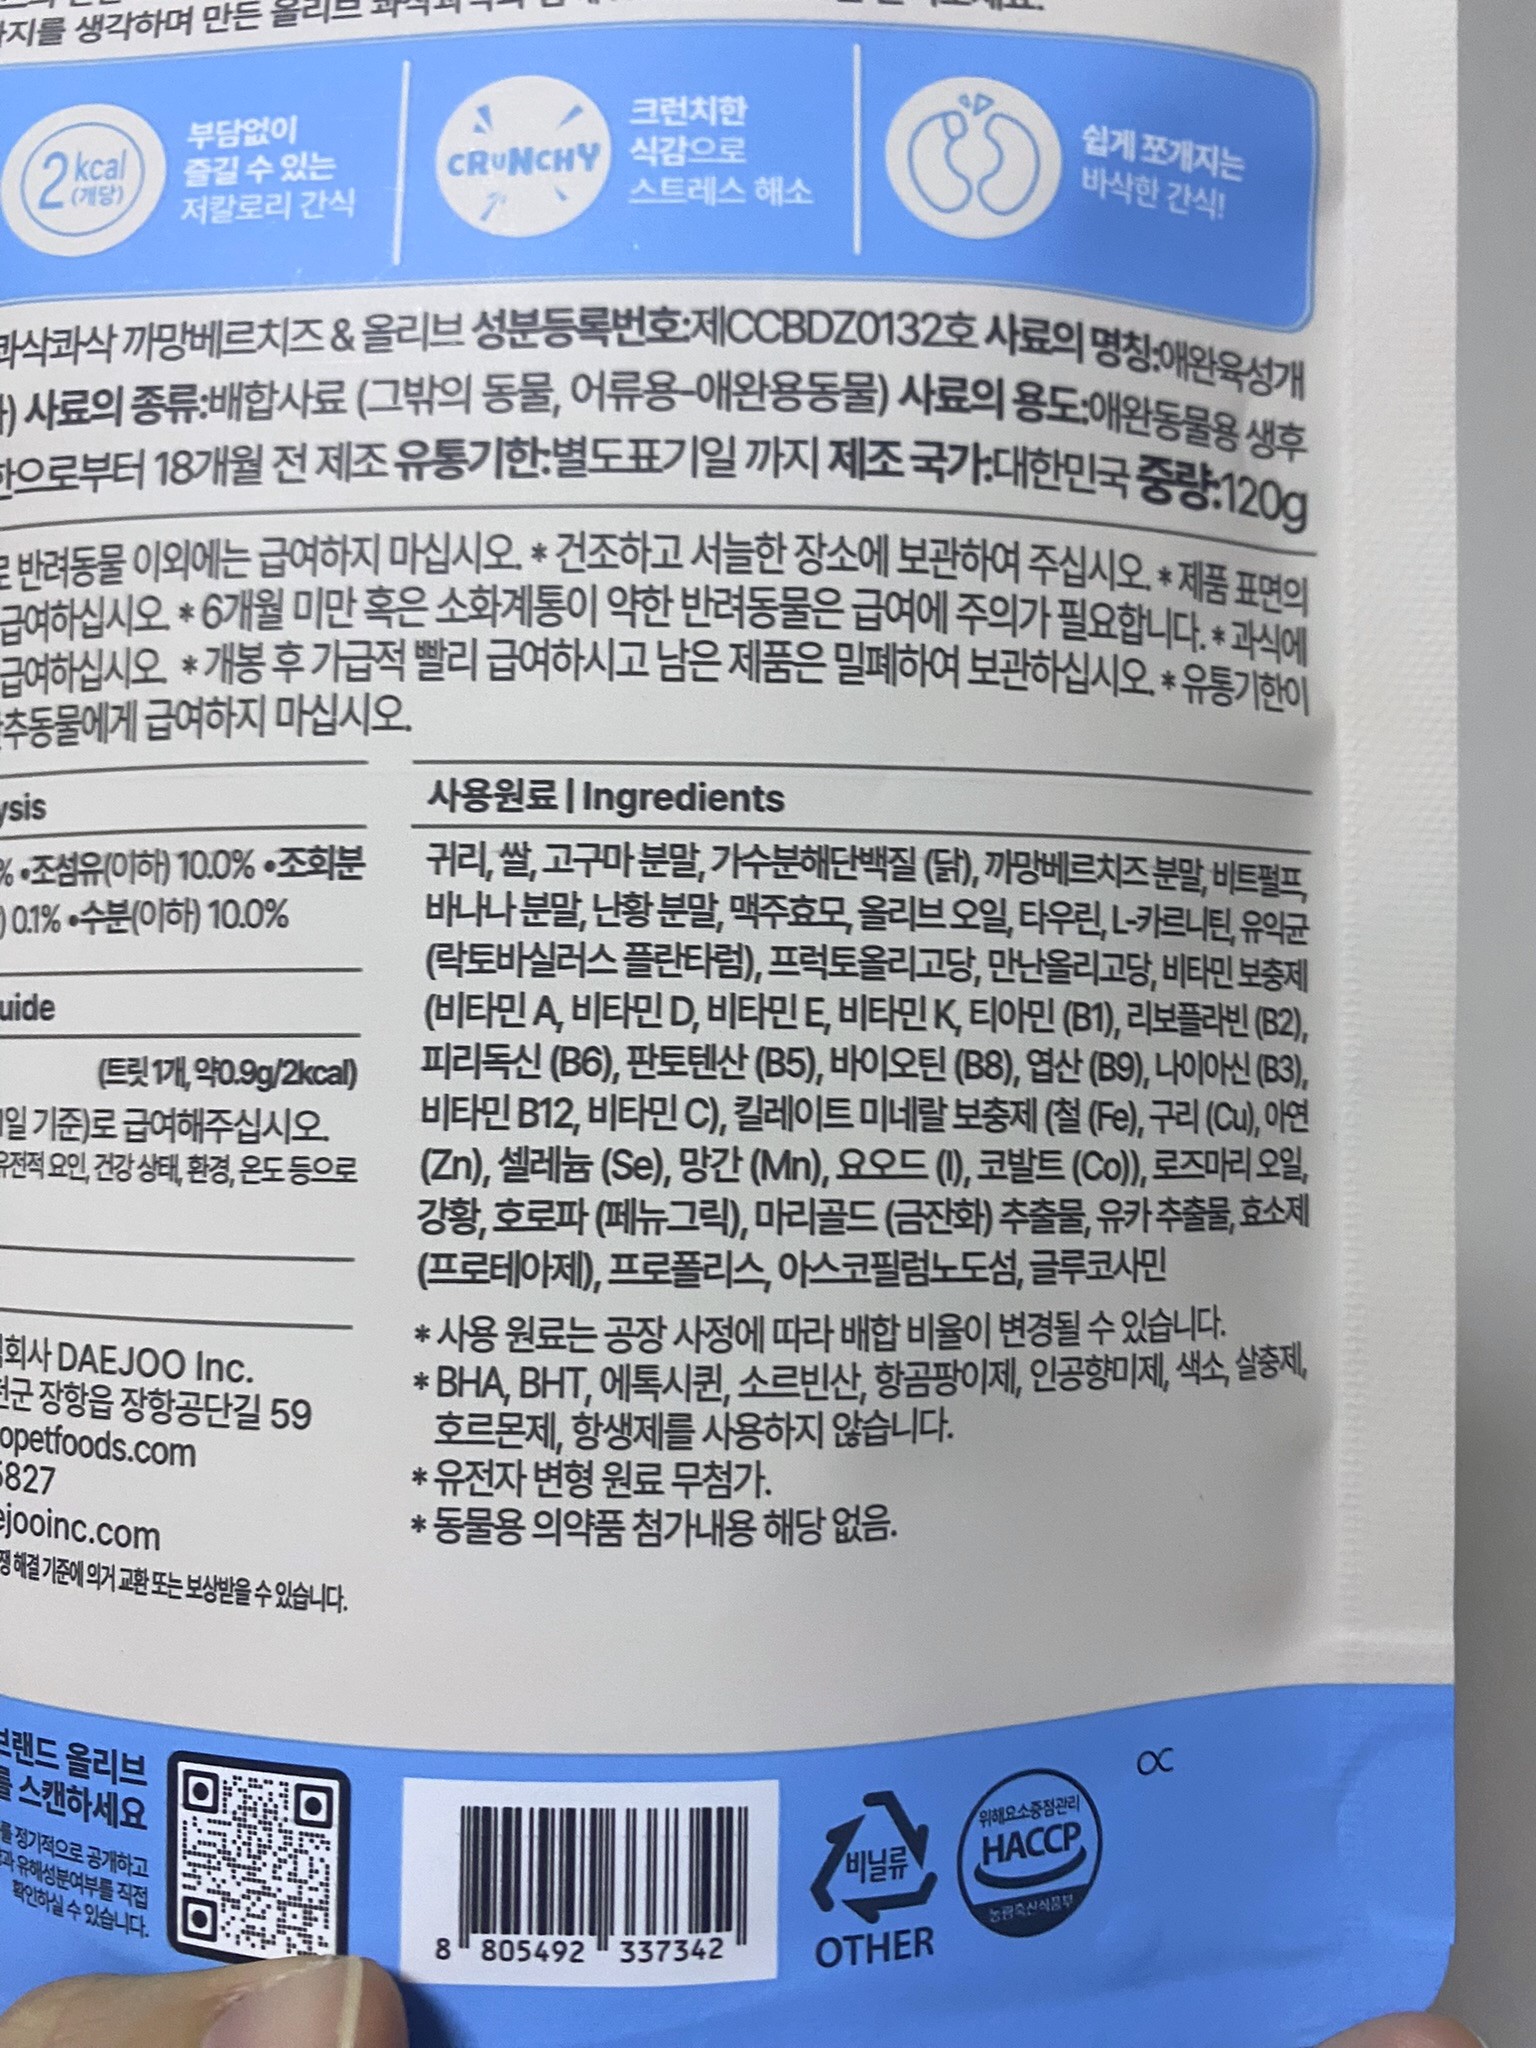 까지를 생각하며 만든 올리브
2kcal
(개당)
부담없이
즐길 수 있는
저칼로리 간식
CRUNCHY
크런치한
식감으로
스트레스 해소
쉽게 쪼개지는
바삭한 간식!
콰삭콰삭 까망베르치즈 & 올리브 성분등록번호:제CCBDZ0132호 사료의 명칭:애완육성개
사료의 종류:배합사료 (그밖의 동물, 어류용-애완용동물) 사료의 용도:애완동물용 생후
한으로부터 18개월 전 제조 유통기한:별도표기일 까지 제조 국가:대한민국 중량:120g
로 반려동물 이외에는 급여하지 마십시오. * 건조하고 서늘한 장소에 보관하여 주십시오. * 제품 표면의
급여하십시오. * 6개월 미만 혹은 소화계통이 약한 반려동물은 급여에 주의가 필요합니다. * 과식에
급여하십시오. * 개봉 후 가급적 빨리 급여하시고 남은 제품은 밀폐하여 보관하십시오. * 유통기한이
추동물에게 급여하지 마십시오.
ysis
% •조섬유(이하) 10.0% •조회분
) 0.1% •수분(이하) 10.0%
uide
(트릿 1개, 약0.9g/2kcal)
1일 기준)로 급여해주십시오.
유전적 요인, 건강 상태, 환경, 온도 등으로
회사 DAEJOO Inc.
천군 장항읍 장항공단길 59
opetfoods.com
5827
ejooinc.com
쟁 해결 기준에 의거 교환 또는 보상받을 수 있습니다.
사용원료 | Ingredients
귀리, 쌀, 고구마 분말, 가수분해단백질 (닭), 까망베르치즈 분말, 비트펄프,
바나나 분말, 난황 분말, 맥주효모, 올리브 오일, 타우린, L-카르니틴, 유익균
(락토바실러스 플란타럼), 프럭토올리고당, 만난올리고당, 비타민 보충제
(비타민 A, 비타민 D, 비타민 E, 비타민 K, 티아민 (B1), 리보플라빈 (B2),
피리독신 (B6), 판토텐산 (B5), 바이오틴 (B8), 엽산 (B9), 나이아신 (B3),
비타민 B12, 비타민 C), 킬레이트 미네랄 보충제 (철 (Fe), 구리 (Cu), 아연
(Zn), 셀레늄 (Se), 망간 (Mn), 요오드 (I), 코발트 (Co)), 로즈마리 오일,
강황, 호로파 (페뉴그릭), 마리골드 (금잔화) 추출물, 유카 추출물, 효소제
(프로테아제), 프로폴리스, 아스코필럼노도섬, 글루코사민
* 사용 원료는 공장 사정에 따라 배합 비율이 변경될 수 있습니다.
* BHA, BHT, 에톡시퀸, 소르빈산, 항곰팡이제, 인공향미제, 색소, 살충제,
호르몬제, 항생제를 사용하지 않습니다.
* 유전자 변형 원료 무첨가.
* 동물용 의약품 첨가내용 해당 없음.
브랜드 올리브
를 스캔하세요
를 정기적으로 공개하고
과 유해성분여부를 직접
확인하실 수 있습니다.
8 805492 337342
비닐류
OTHER
위해요소중점관리
HACCP
농림축산식품부